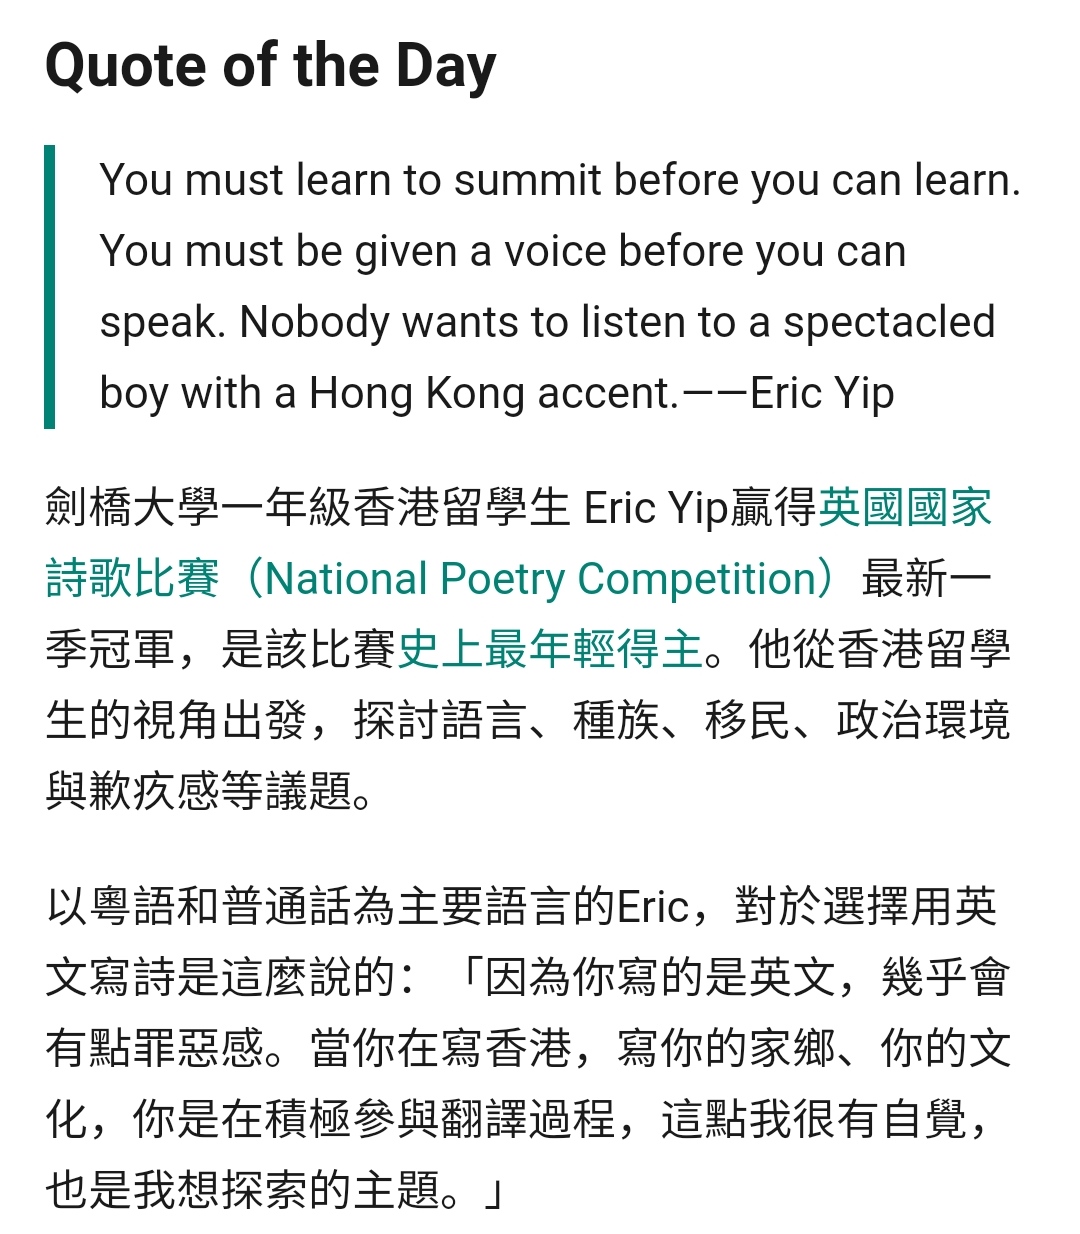 Quote of the Day
You must learn to summit before you can learn.
You must be given a voice before you can
speak. Nobody wants to listen to a spectacled
boy with a Hong Kong accent.——Eric Yip
劍橋大學一年級香港留學生 Eric Yip贏得英國國家
詩歌比賽（National Poetry Competition）最新一
季冠軍，是該比賽史上最年輕得主。他從香港留學
生的視角出發，探討語言、種族、移民、政治環境
與歉疚感等議題。
以粵語和普通話為主要語言的Eric，對於選擇用英
文寫詩是這麼說的：「因為你寫的是英文，幾乎會
有點罪惡感。當你在寫香港，寫你的家鄉、你的文
化，你是在積極參與翻譯過程，這點我很有自覺，
也是我想探索的主題。」